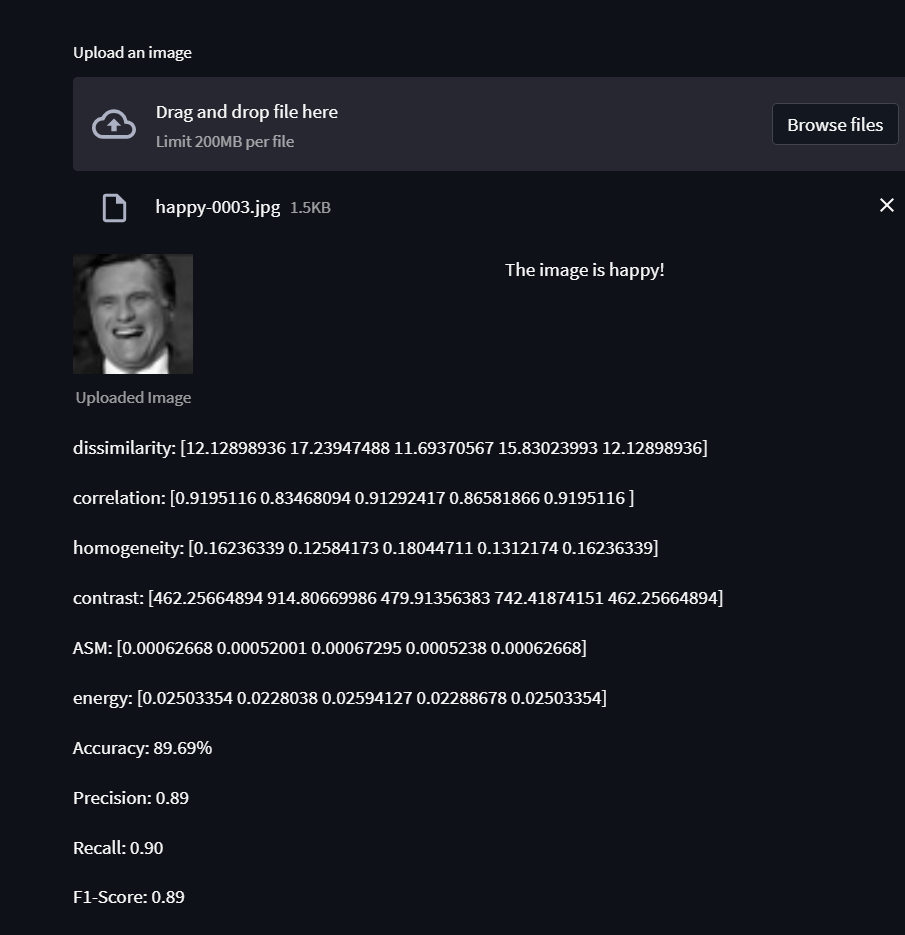 Upload an image
Drag and drop file here
Limit 200MB per file
Browse files
happy-0003.jpg 1.5KB
The image is happy!
Uploaded Image
dissimilarity: [12.12898936 17.23947488 11.69370567 15.83023993 12.12898936]
correlation: [0.9195116 0.83468094 0.91292417 0.86581866 0.9195116 ]
homogeneity: [0.16236339 0.12584173 0.18044711 0.1312174 0.16236339]
contrast: [462.25664894 914.80669986 479.91356383 742.41874151 462.25664894]
ASM: [0.00062668 0.00052001 0.00067295 0.0005238 0.00062668]
energy: [0.02503354 0.0228038 0.02594127 0.02288678 0.02503354]
Accuracy: 89.69%
Precision: 0.89
Recall: 0.90
F1-Score: 0.89